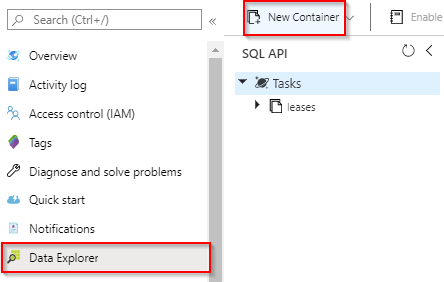 Search (Ctrl+/)
«
Overview
Activity log
Access control (IAM)
Tags
Diagnose and solve problems
Quick start
Notifications
Data Explorer
New Container
Enable
SQL API
Tasks
leases